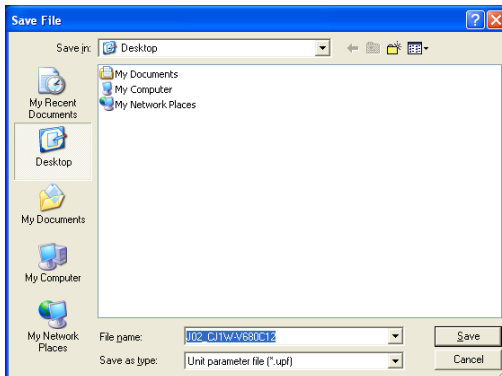 Save File
Save in:
Desktop
My Recent
Documents
Desktop
My Documents
My Computer
My Network
Places
My Documents
My Computer
My Network Places
File name:
J02_CJ1W-V680C12
Save
Save as type:
Unit parameter file (*.upf)
Cancel